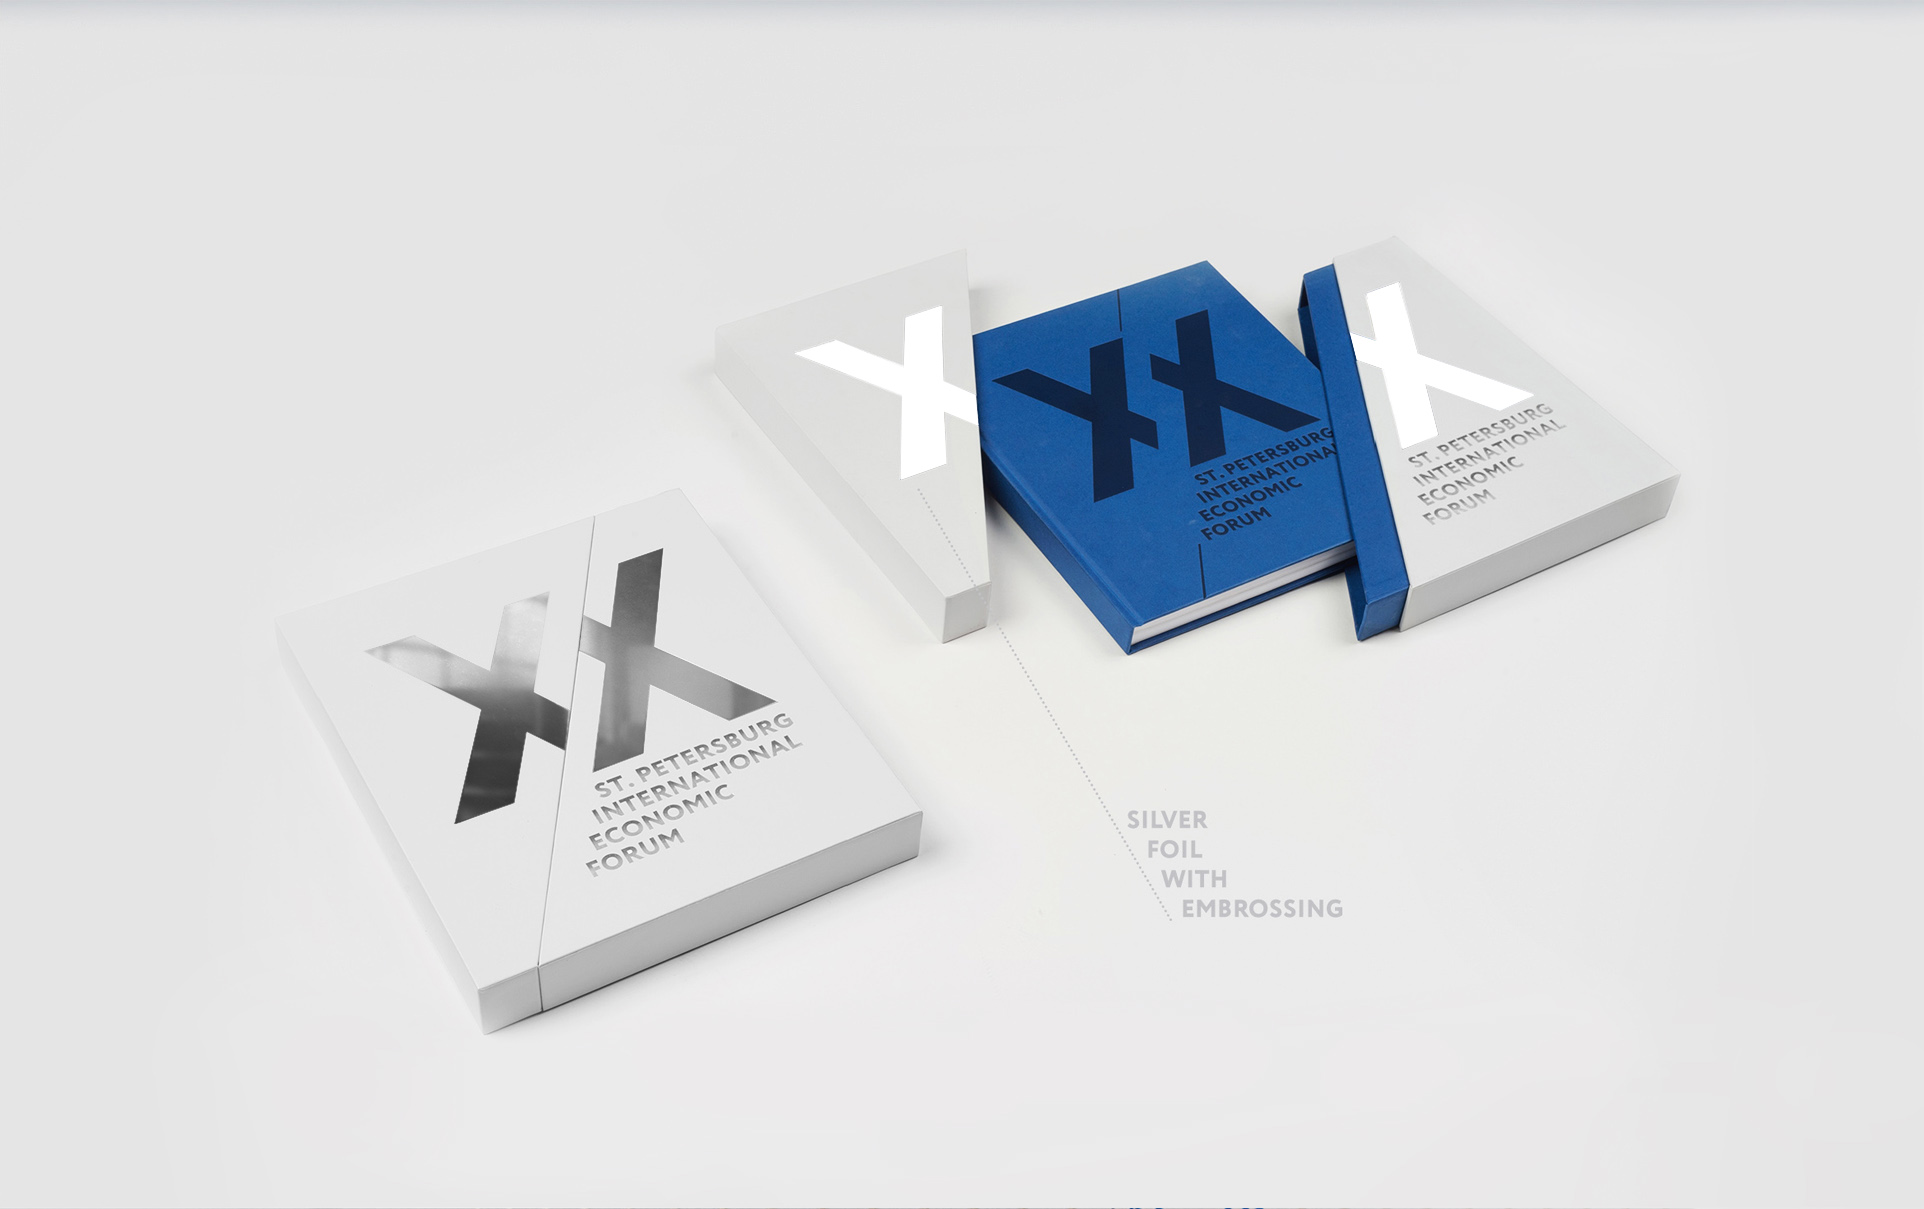 XX
ST. PETERSBURG
INTERNATIONAL
ECONOMIC
FORUM
X
XX
ST. PETERSBURG
INTERNATIONAL
ECONOMIC
FORUM
X
ST. PETERSBURG
INTERNATIONAL
ECONOMIC
FORUM
SILVER
FOIL
WITH
EMBROSSING